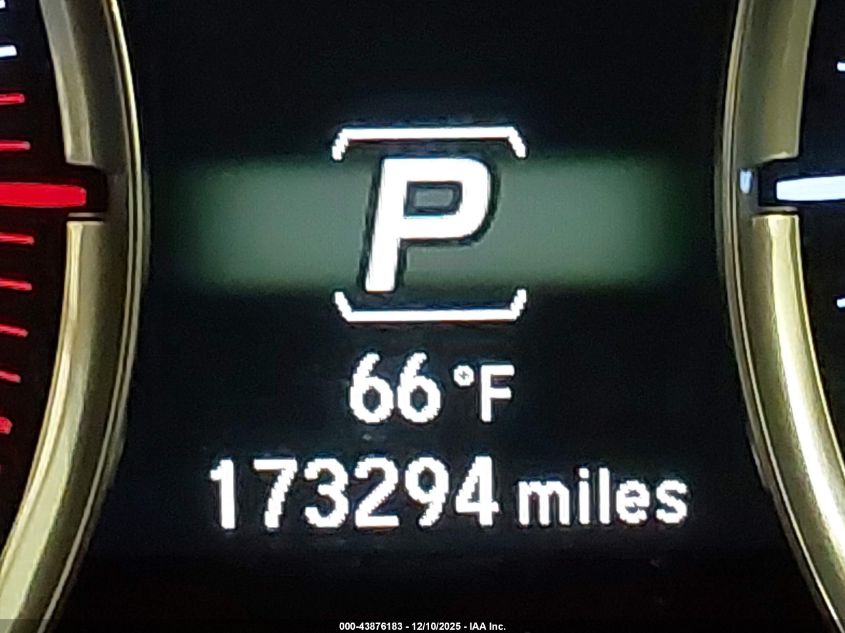 P
66 °F
173294 miles
000-43876183 - 12/10/2025 - IAA Inc.